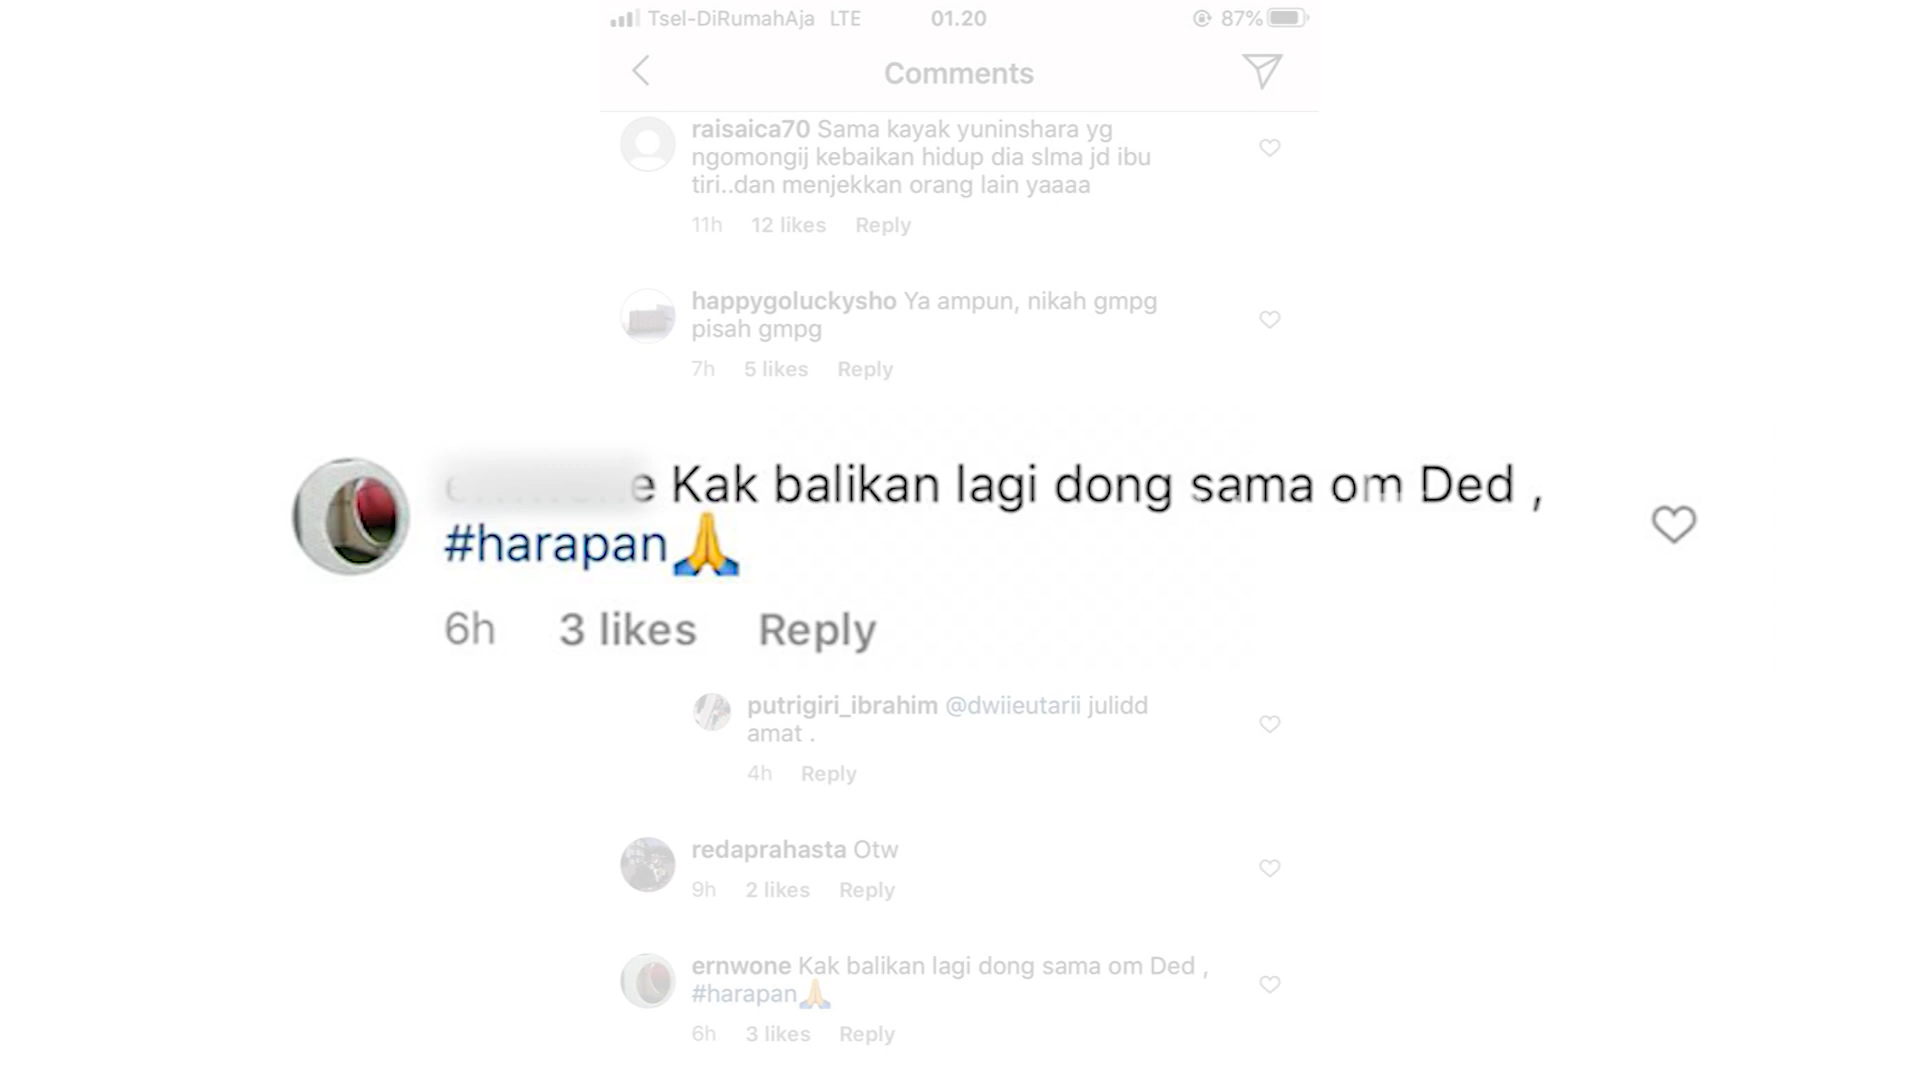 Tsel-DiRumahAja LTE 01.20 87%
Comments
raisaica70 Sama kayak yuninshara yg
ngomongij kebaikan hidup dia slma jd ibu
tiri..dan menjekkan orang lain yaaaa
11h 12 likes Reply
happygoluckysho Ya ampun, nikah gmpg
pisah gmpg
7h 5 likes Reply
Kak balikan lagi dong sama om Ded ,
#harapan🙏
6h 3 likes Reply
putrigiri_ibrahim @dwiieutarii julidd
amat .
4h Reply
redaprahasta Otw
9h 2 likes Reply
ernwone Kak balikan lagi dong sama om Ded ,
#harapan🙏
6h 3 likes Reply